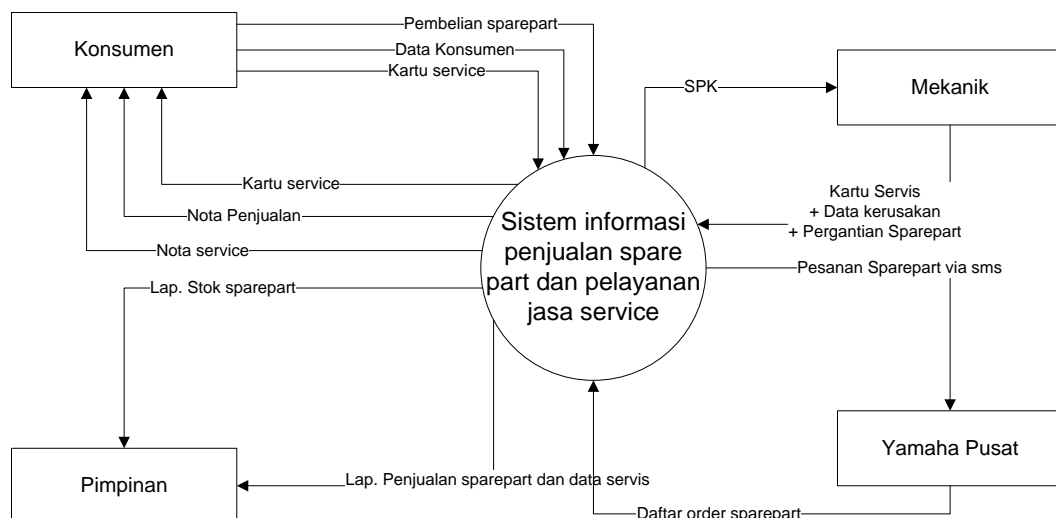 Pembelian sparepart
Konsumen
Data Konsumen
Kartu service
SPK
Mekanik
Kartu service
Nota Penjualan
Nota service
Lap. Stok sparepart
Sistem informasi
penjualan spare
part dan pelayanan
jasa service
Kartu Servis
+ Data kerusakan
+ Pergantian Sparepart
Pesanan Sparepart via sms
Yamaha Pusat
Pimpinan
Lap. Penjualan sparepart dan data servis
Daftar order sparepart